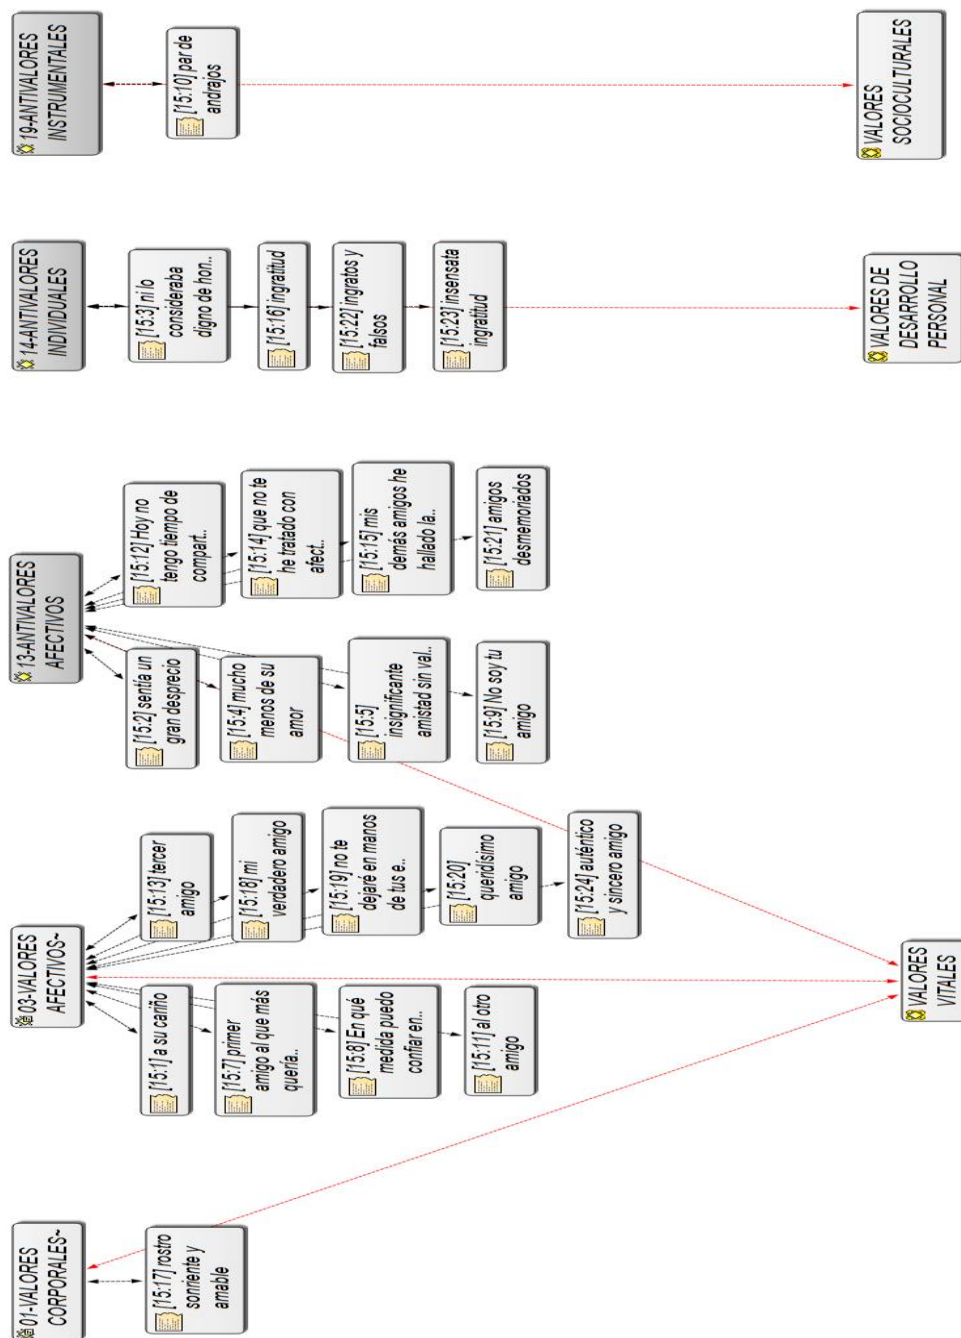 01-VALORES
CORPORALES~
[15:17] rostro
sonriente y
amable
03-VALORES
AFECTIVOS~
[15:1] a su cariño
[15:7] primer
amigo al que más
quería..
[15:8] En qué
medida puedo
confiar en..
[15:11] al otro
amigo
[15:13] tercer
amigo
[15:18] mi
verdadero amigo
[15:19] no te
dejaré en manos
de tus e..
[15:20]
queridísimo
amigo
[15:24] auténtico
y sincero amigo
VALORES
VITALES
13-ANTIVALORES
AFECTIVOS
[15:2] sentía un
gran desprecio
[15:4] mucho
menos de su
amor
[15:5]
insignificante
amistad sin val..
[15:9] No soy tu
amigo
[15:12] Hoy no
tengo tiempo de
compart..
[15:14] que no te
he tratado con
afect..
[15:15] mis
demás amigos he
hallado la..
[15:21] amigos
desmemoriados
14-ANTIVALORES
INDIVIDUALES
[15:3] ni lo
consideraba
digno de hon..
[15:16] ingratitud
[15:22] ingratos y
falsos
[15:23] insensata
ingratitud
VALORES DE
DESARROLLO
PERSONAL
19-ANTIVALORES
INSTRUMENTALES
[15:10] par de
andrajos
VALORES
SOCIOCULTURALES